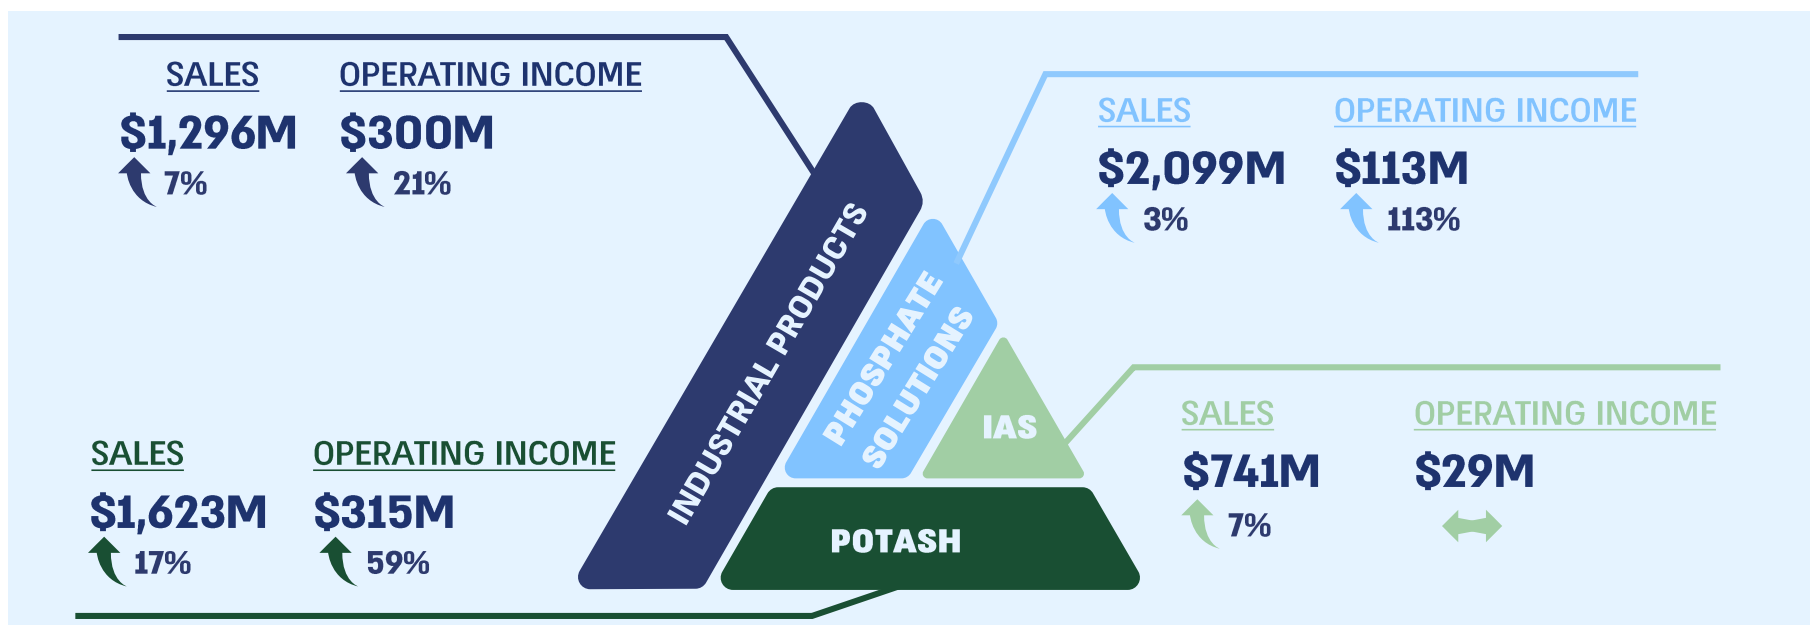 SALES OPERATING INCOME
$1,296M $300M
7% 21%
SALES OPERATING INCOME
$2,099M $113M
3% 113%
INDUSTRIAL PRODUCTS
PHOSPHATE
SOLUTIONS
IAS
POTASH
SALES OPERATING INCOME
$741M $29M
7%
SALES OPERATING INCOME
$1,623M $315M
17% 59%